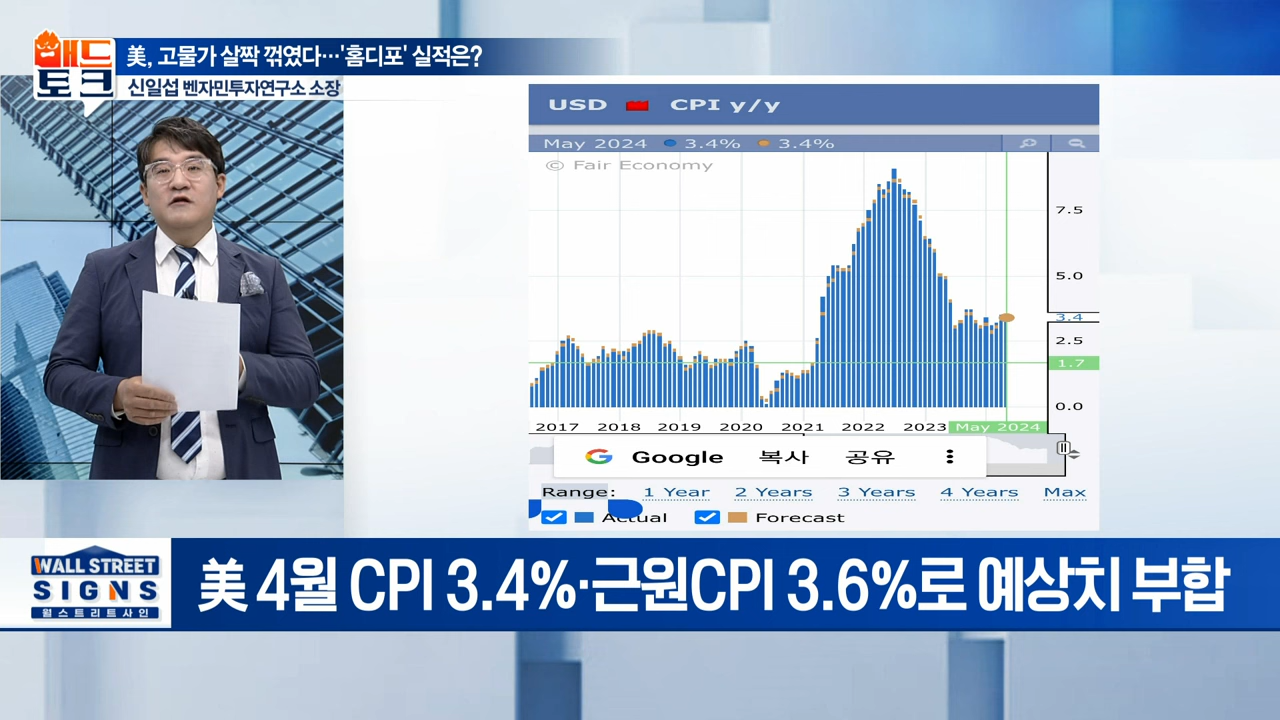 매드
토크
美, 고물가 살짝 꺾였다…'홈디포' 실적은?
신일섭 벤자민투자연구소 소장
USD CPI y/y
May 2024 3.4% 3.4%
© Fair Economy
7.5
5.0
3.4
2.5
1.7
0.0
2017 2018 2019 2020 2021 2022 2023 May 2024
Google 복사 공유
Range: 1 Year 2 Years 3 Years 4 Years Max
Actual Forecast
WALL STREET
SIGNS
월스트리트사인
美 4월 CPI 3.4%·근원CPI 3.6%로 예상치 부합